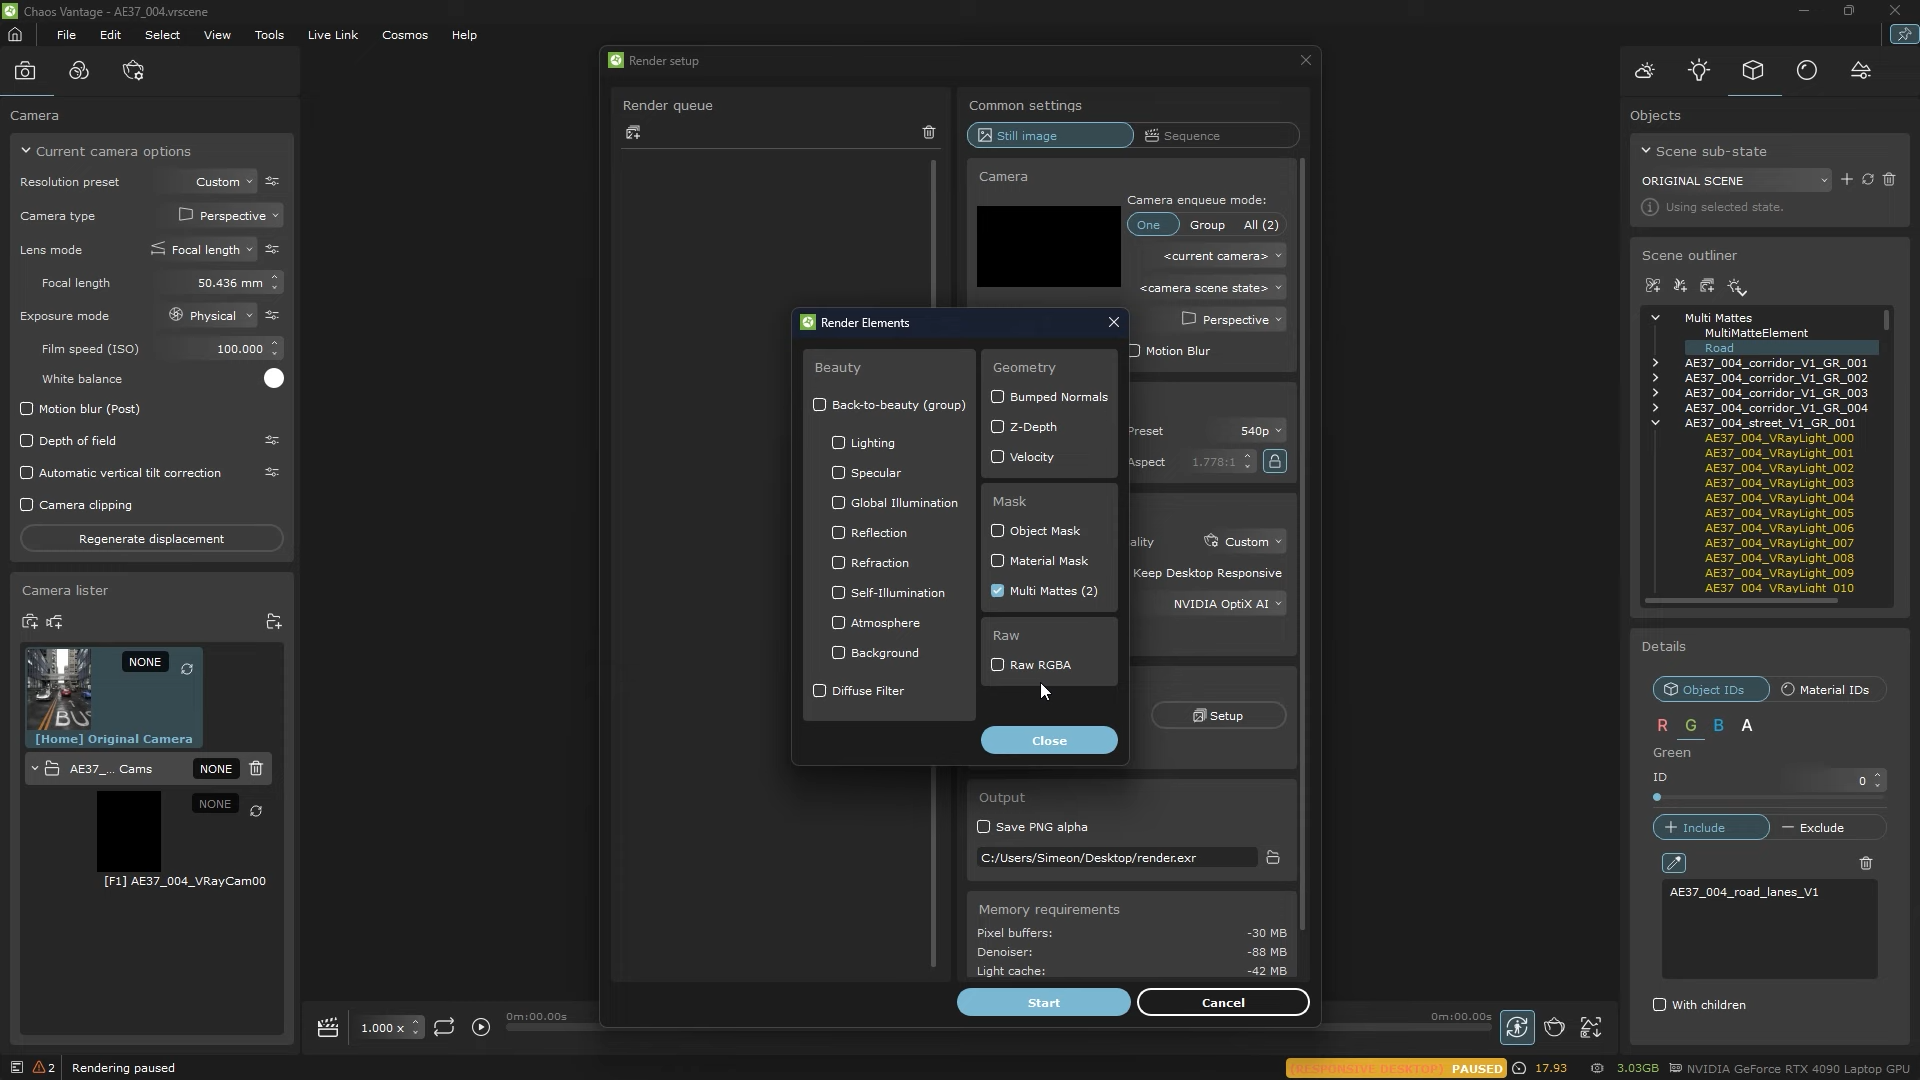 Chaos Vantage - AE37_004.vrscene
File Edit Select View Tools Live Link Cosmos Help
Camera
Current camera options
Resolution preset Custom
Camera type Perspective
Lens mode Focal length
Focal length 50.436 mm
Exposure mode Physical
Film speed (ISO) 100.000
White balance
Motion blur (Post)
Depth of field
Automatic vertical tilt correction
Camera clipping
Regenerate displacement
Camera lister
NONE
BUS
[Home] Original Camera
AE37_... Cams NONE
NONE
[F1] AE37_004_VRayCam00
Render setup
Render queue
Common settings
Still image Sequence
Camera
Camera enqueue mode:
One Group All (2)
<current camera>
<camera scene state>
Perspective
Motion Blur
Preset 540p
Aspect 1.778:1
ality Custom
Keep Desktop Responsive
NVIDIA OptiX AI
Setup
Output
Save PNG alpha
C:/Users/Simeon/Desktop/render.exr
Memory requirements
Pixel buffers: ~30 MB
Denoiser: ~88 MB
Light cache: ~42 MB
Start Cancel
Render Elements
Beauty
Back-to-beauty (group)
Lighting
Specular
Global Illumination
Reflection
Refraction
Self-Illumination
Atmosphere
Background
Diffuse Filter
Geometry
Bumped Normals
Z-Depth
Velocity
Mask
Object Mask
Material Mask
Multi Mattes (2)
Raw
Raw RGBA
Close
Objects
Scene sub-state
ORIGINAL SCENE
Using selected state.
Scene outliner
Multi Mattes
MultiMatteElement
Road
AE37_004_corridor_V1_GR_001
AE37_004_corridor_V1_GR_002
AE37_004_corridor_V1_GR_003
AE37_004_corridor_V1_GR_004
AE37_004_street_V1_GR_001
AE37_004_VRayLight_000
AE37_004_VRayLight_001
AE37_004_VRayLight_002
AE37_004_VRayLight_003
AE37_004_VRayLight_004
AE37_004_VRayLight_005
AE37_004_VRayLight_006
AE37_004_VRayLight_007
AE37_004_VRayLight_008
AE37_004_VRayLight_009
AE37_004_VRayLight_010
Details
Object IDs Material IDs
R G B A
Green
ID 0
Include Exclude
AE37_004_road_lanes_V1
With children
1.000 x 0m:00.00s 0m:00.00s
2 Rendering paused (RESPONSIVE DESKTOP) PAUSED 17.93 3.03GB NVIDIA GeForce RTX 4090 Laptop GPU